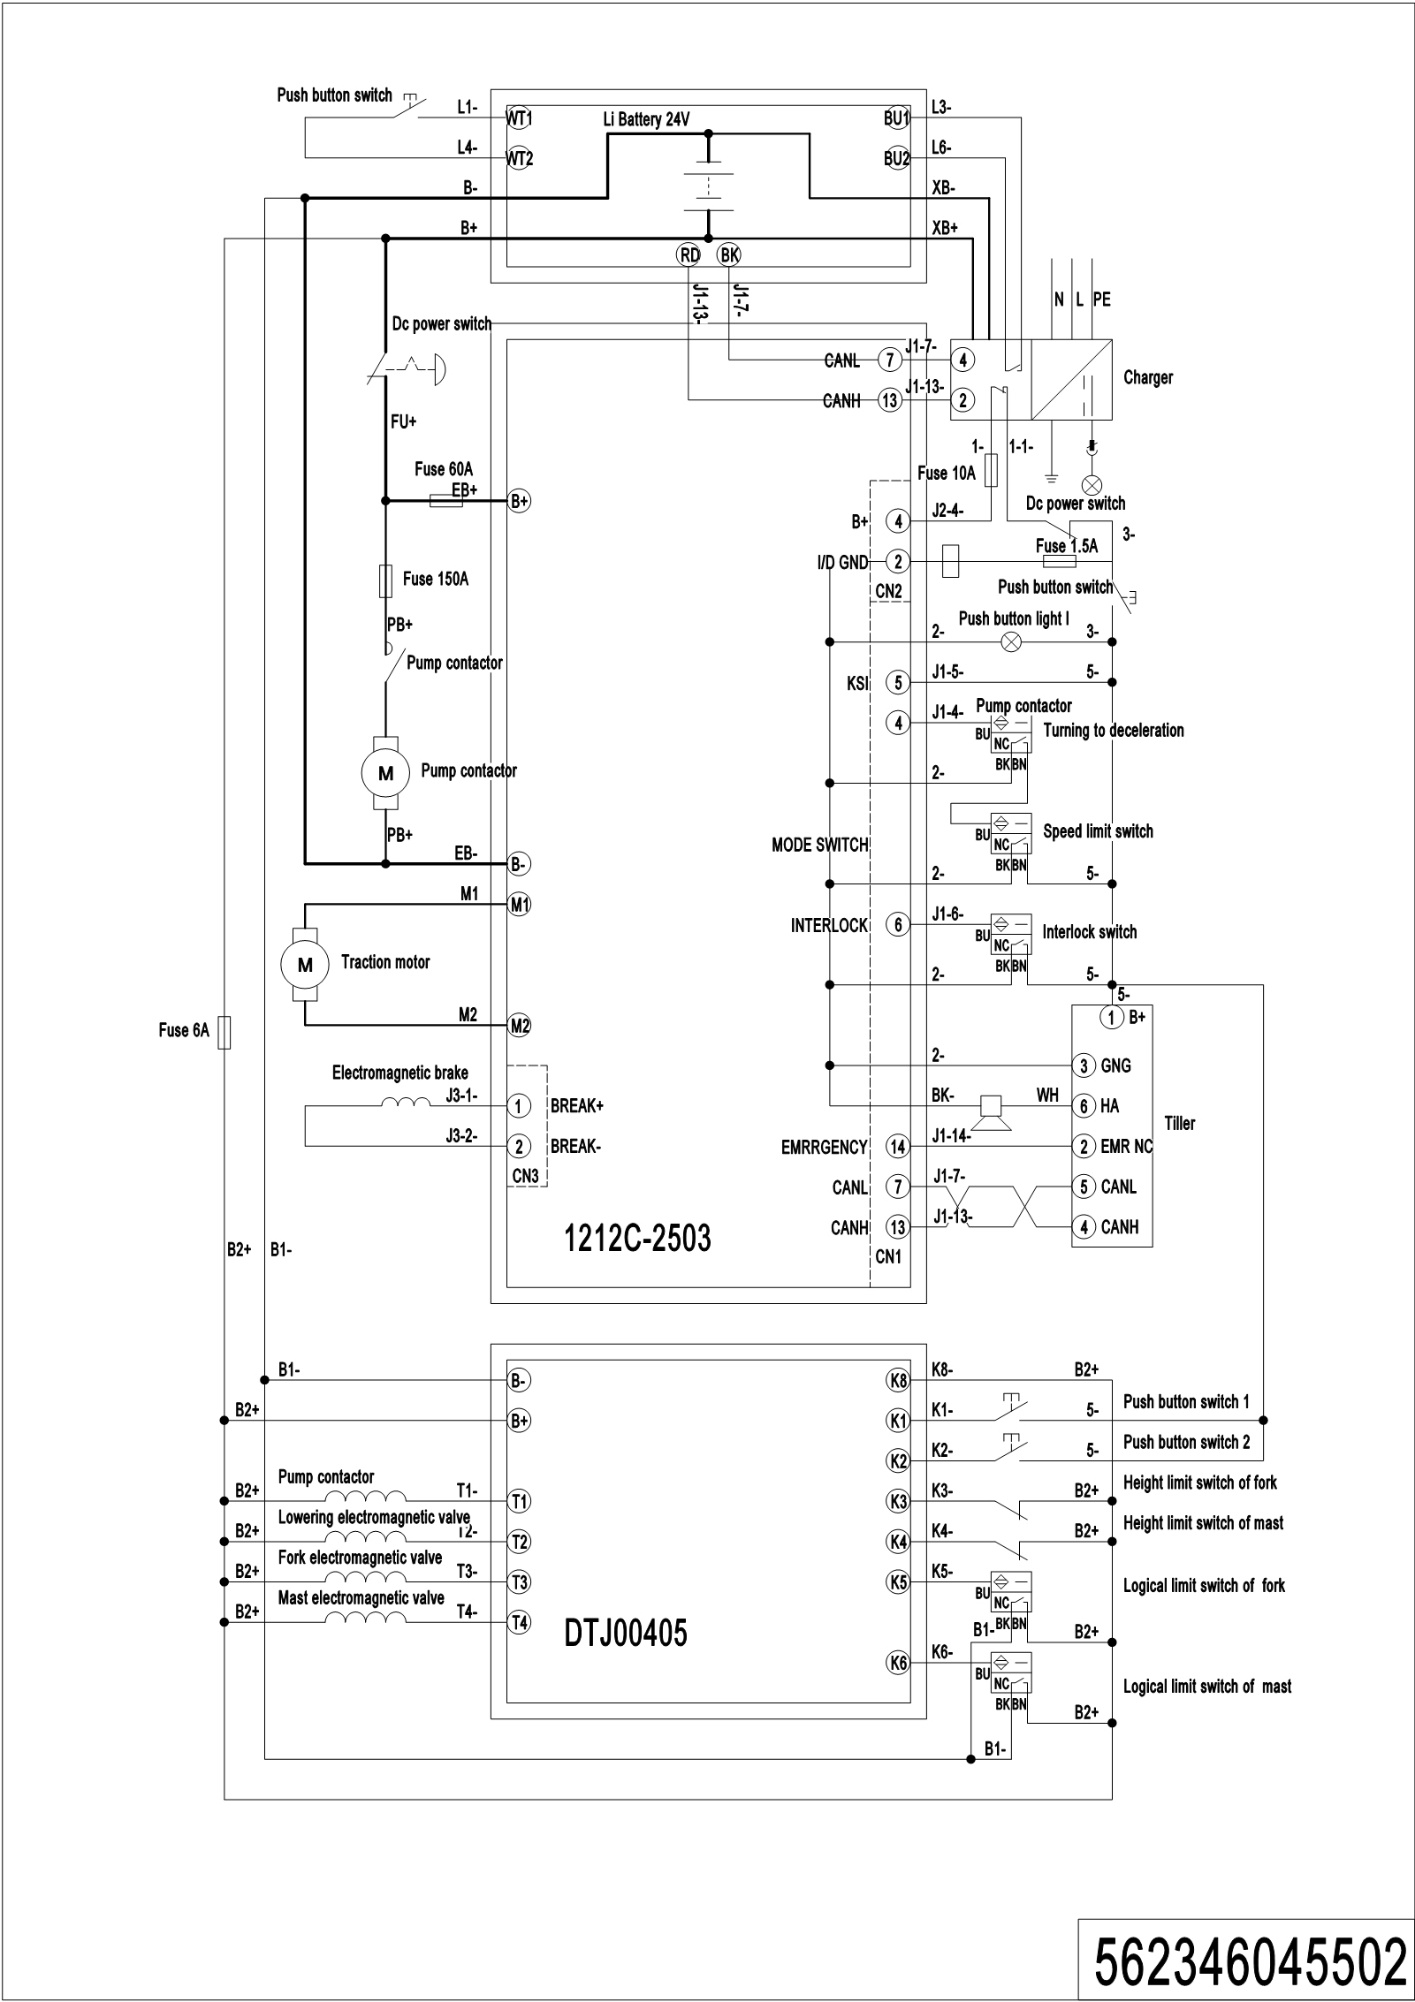 Push button switch
L1-
WT1
Li Battery 24V
BU1
L3-
L4-
WT2
BU2
L6-
B-
XB-
B+
XB+
RD
BK
J1-13-
J1-7-
N
L
PE
Dc power switch
CANL
7
J1-7-
4
Charger
CANH
13
J1-13-
2
FU+
1-
1-1-
Fuse 60A
Fuse 10A
EB+
B+
Dc power switch
B+
4
J2-4-
3-
Fuse 1.5A
I/D GND
2
Fuse 150A
CN2
Push button switch
PB+
Push button light I
2-
3-
Pump contactor
KSI
5
J1-5-
5-
Pump contactor
4
J1-4-
Turning to deceleration
BU
NC
BK
BN
M
Pump contactor
2-
PB+
Speed limit switch
BU
MODE SWITCH
NC
EB-
B-
BK
BN
2-
5-
M1
M1
INTERLOCK
6
J1-6-
Interlock switch
BU
NC
M
Traction motor
BK
BN
2-
5-
5-
M2
M2
1
B+
Fuse 6A
2-
3
GNG
Electromagnetic brake
J3-1-
1
BREAK+
BK-
WH
6
HA
Tiller
J3-2-
2
BREAK-
EMRRGENCY
14
J1-14-
2
EMR NC
CN3
CANL
7
J1-7-
5
CANL
CANH
13
J1-13-
4
CANH
1212C-2503
CN1
B2+
B1-
B1-
B-
K8
K8-
B2+
B2+
B+
K1
K1-
5-
Push button switch 1
K2
K2-
5-
Push button switch 2
Pump contactor
B2+
T1-
T1
K3
K3-
B2+
Height limit switch of fork
Lowering electromagnetic valve
B2+
T2-
T2
K4
K4-
B2+
Height limit switch of mast
Fork electromagnetic valve
B2+
T3-
T3
K5
K5-
Logical limit switch of fork
BU
NC
Mast electromagnetic valve
B2+
T4-
T4
DTJ00405
B1-
BK
BN
B2+
K6
K6-
BU
NC
Logical limit switch of mast
BK
BN
B2+
B1-
562346045502